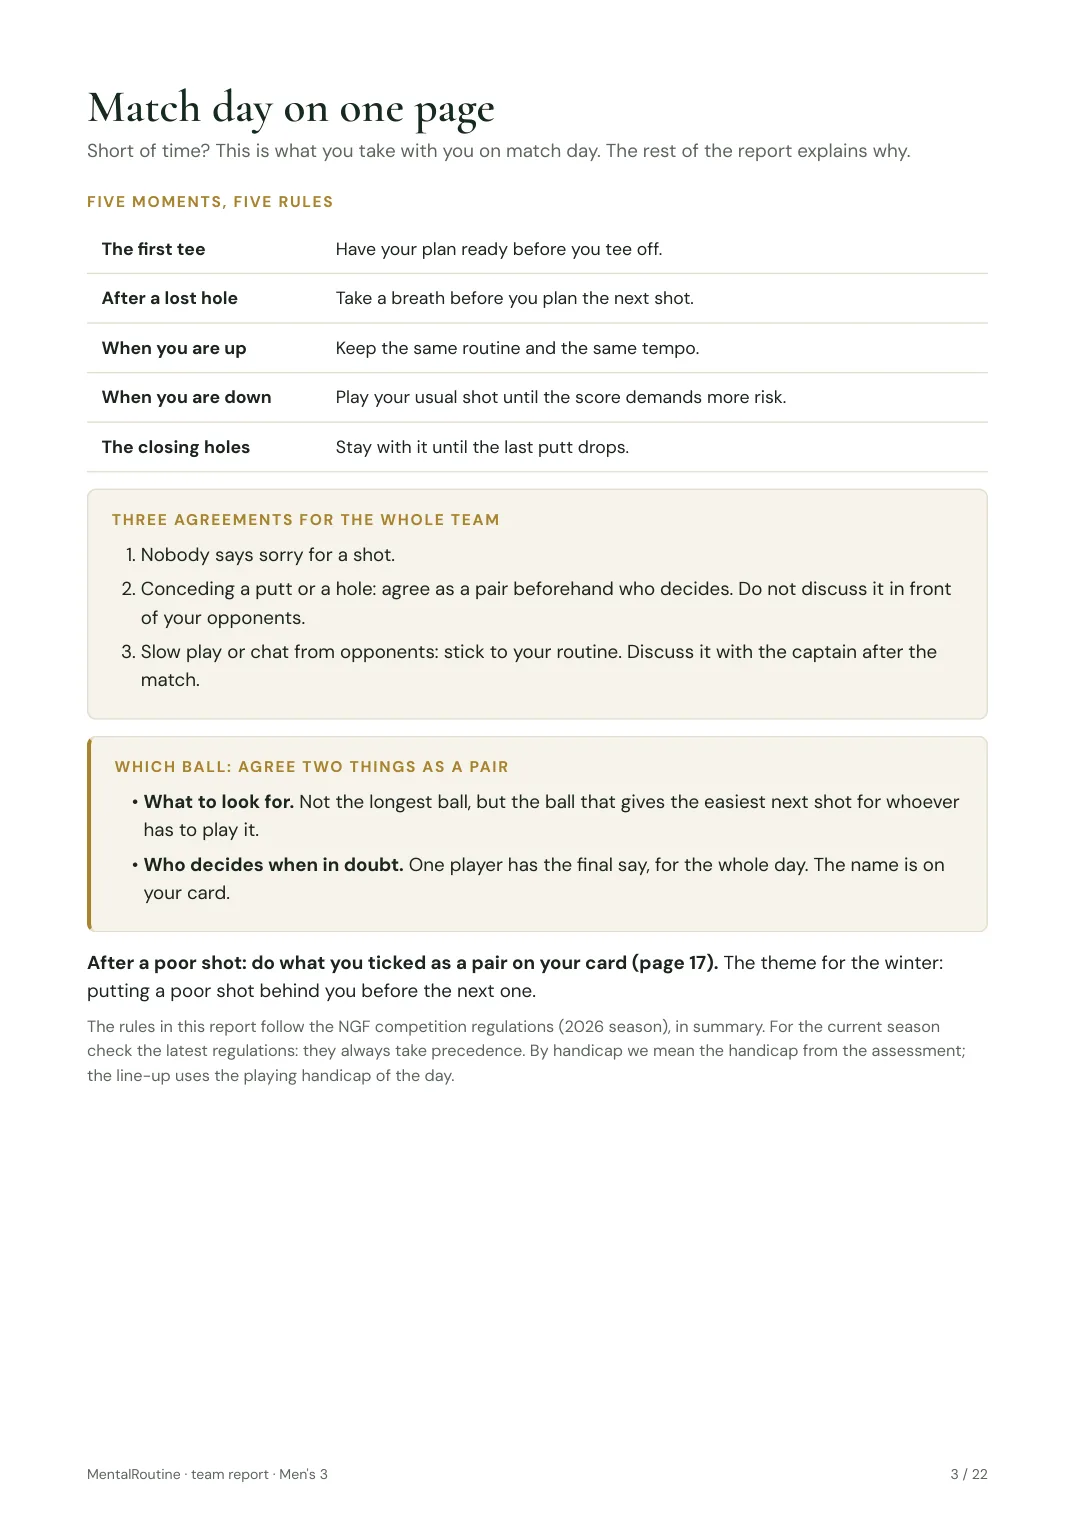 Match day on one page
Short of time? This is what you take with you on match day. The rest of the report explains why.
FIVE MOMENTS, FIVE RULES
The first tee Have your plan ready before you tee off.
After a lost hole Take a breath before you plan the next shot.
When you are up Keep the same routine and the same tempo.
When you are down Play your usual shot until the score demands more risk.
The closing holes Stay with it until the last putt drops.
THREE AGREEMENTS FOR THE WHOLE TEAM
1. Nobody says sorry for a shot.
2. Conceding a putt or a hole: agree as a pair beforehand who decides. Do not discuss it in front
of your opponents.
3. Slow play or chat from opponents: stick to your routine. Discuss it with the captain after the
match.
WHICH BALL: AGREE TWO THINGS AS A PAIR
• What to look for. Not the longest ball, but the ball that gives the easiest next shot for whoever
has to play it.
• Who decides when in doubt. One player has the final say, for the whole day. The name is on
your card.
After a poor shot: do what you ticked as a pair on your card (page 17). The theme for the winter:
putting a poor shot behind you before the next one.
The rules in this report follow the NGF competition regulations (2026 season), in summary. For the current season
check the latest regulations: they always take precedence. By handicap we mean the handicap from the assessment;
the line-up uses the playing handicap of the day.
MentalRoutine · team report · Men's 3 3 / 22